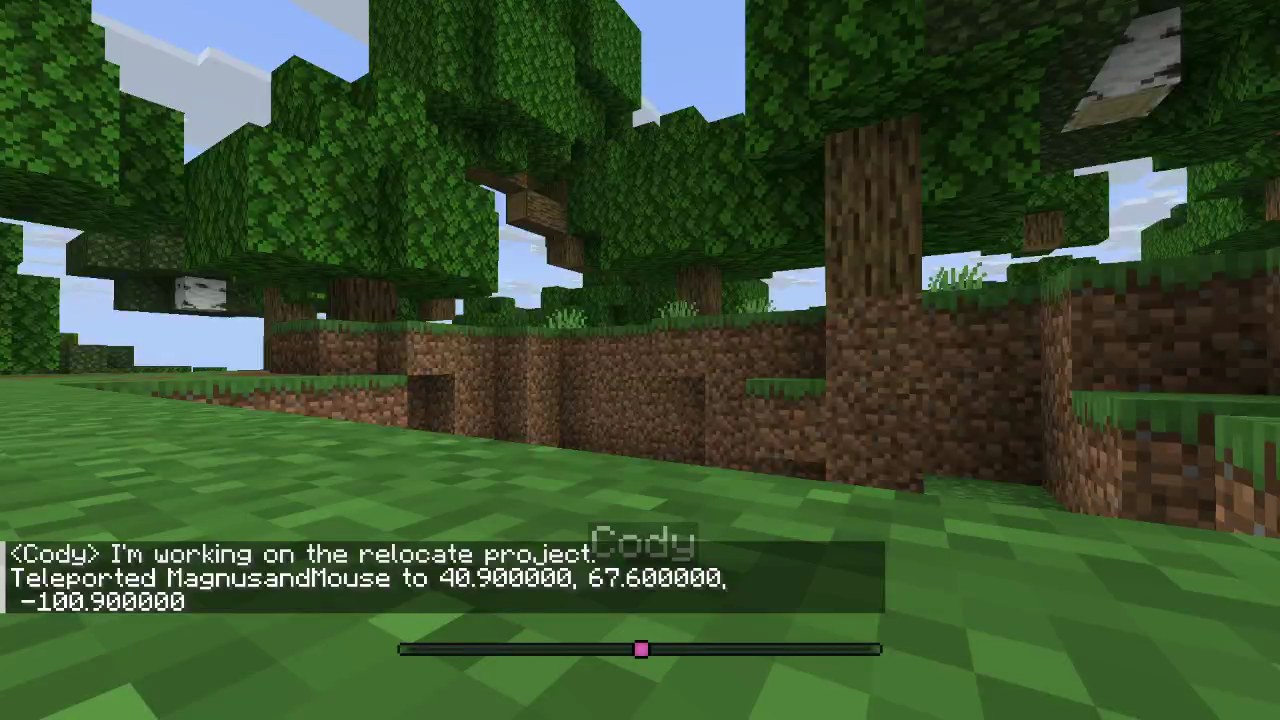 Cody
<Cody> I'm working on the relocate project.
Teleported MagnusandMouse to 40.900000, 67.600000,
-100.900000